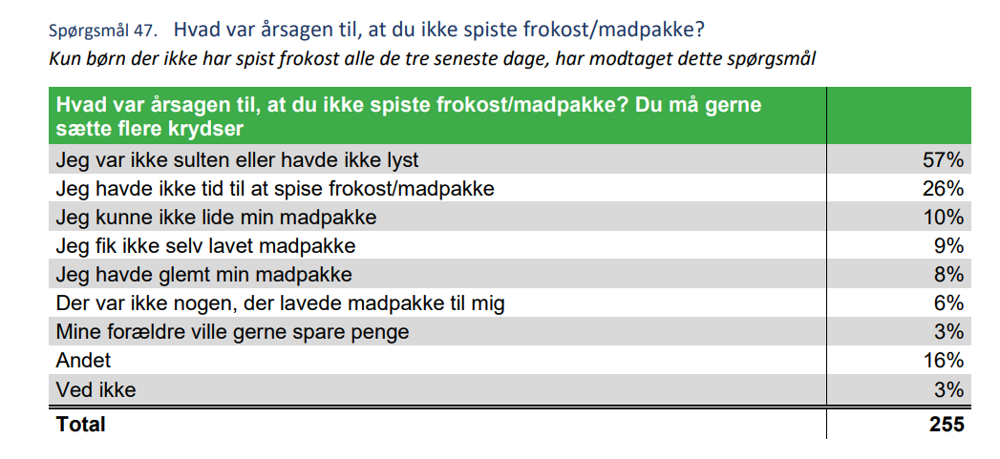 Spørgsmål 47. Hvad var årsagen til, at du ikke spiste frokost/madpakke?
Kun børn der ikke har spist frokost alle de tre seneste dage, har modtaget dette spørgsmål
Hvad var årsagen til, at du ikke spiste frokost/madpakke? Du må gerne
sætte flere krydser
Jeg var ikke sulten eller havde ikke lyst 57%
Jeg havde ikke tid til at spise frokost/madpakke 26%
Jeg kunne ikke lide min madpakke 10%
Jeg fik ikke selv lavet madpakke 9%
Jeg havde glemt min madpakke 8%
Der var ikke nogen, der lavede madpakke til mig 6%
Mine forældre ville gerne spare penge 3%
Andet 16%
Ved ikke 3%
Total 255